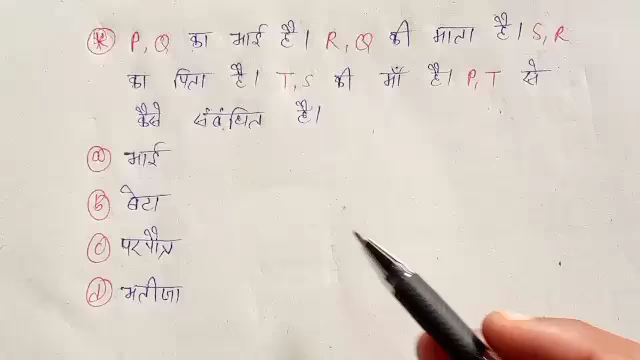 P, Q का भाई है। R, Q की माता है। S, R
का पिता है। T, S की माँ है। P, T से
कैसे संबंधित है।
(a) भाई
(b) बेटा
(c) परपौत्र
(d) भतीजा